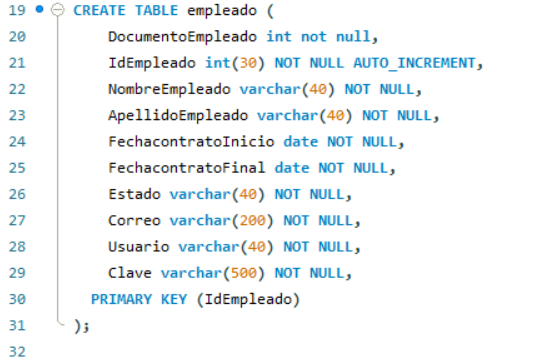 19 CREATE TABLE empleado (
20 DocumentoEmpleado int not null,
21 IdEmpleado int(30) NOT NULL AUTO_INCREMENT,
22 NombreEmpleado varchar(40) NOT NULL,
23 ApellidoEmpleado varchar(40) NOT NULL,
24 FechacontratoInicio date NOT NULL,
25 FechacontratoFinal date NOT NULL,
26 Estado varchar(40) NOT NULL,
27 Correo varchar(200) NOT NULL,
28 Usuario varchar(40) NOT NULL,
29 Clave varchar(500) NOT NULL,
30 PRIMARY KEY (IdEmpleado)
31 );
32